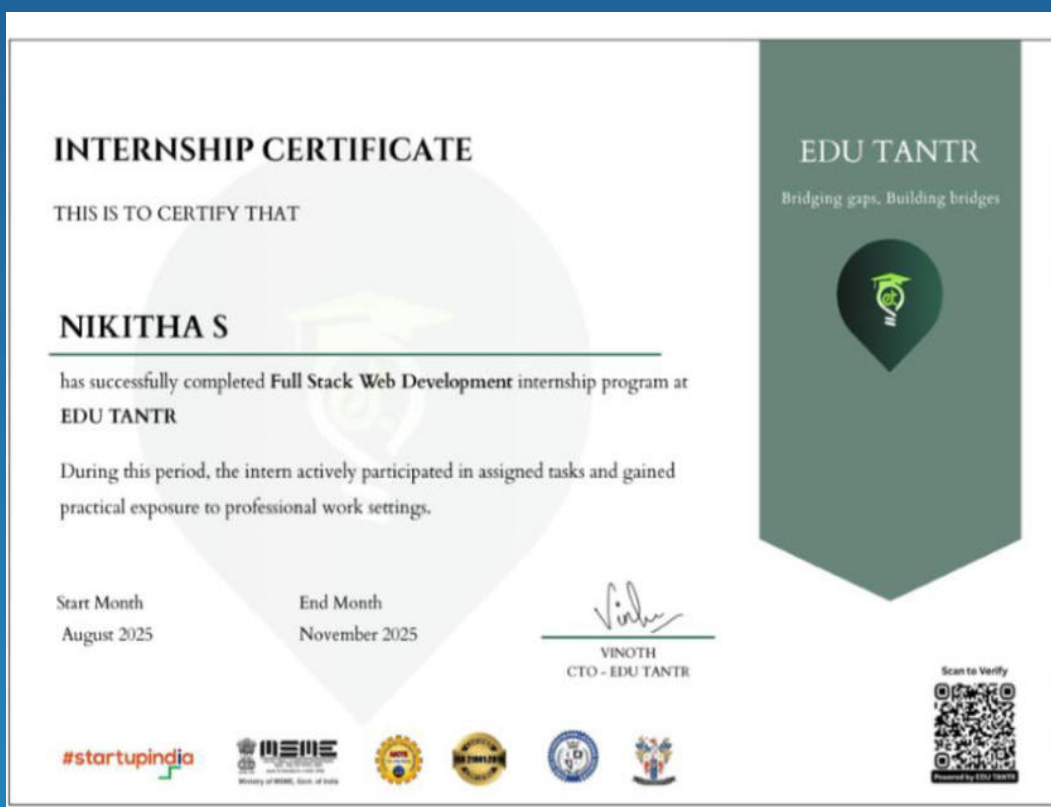 INTERNSHIP CERTIFICATE
THIS IS TO CERTIFY THAT
NIKITHA S
has successfully completed Full Stack Web Development internship program at
EDU TANTR
During this period, the intern actively participated in assigned tasks and gained
practical exposure to professional work settings.
Start Month
August 2025
End Month
November 2025
VINOTH
CTO - EDU TANTR
EDU TANTR
Bridging gaps, Building bridges
et
Scan to Verify
Powered by EDU TANTR
#startupindia
MSME
Ministry of MSME, Govt. of India